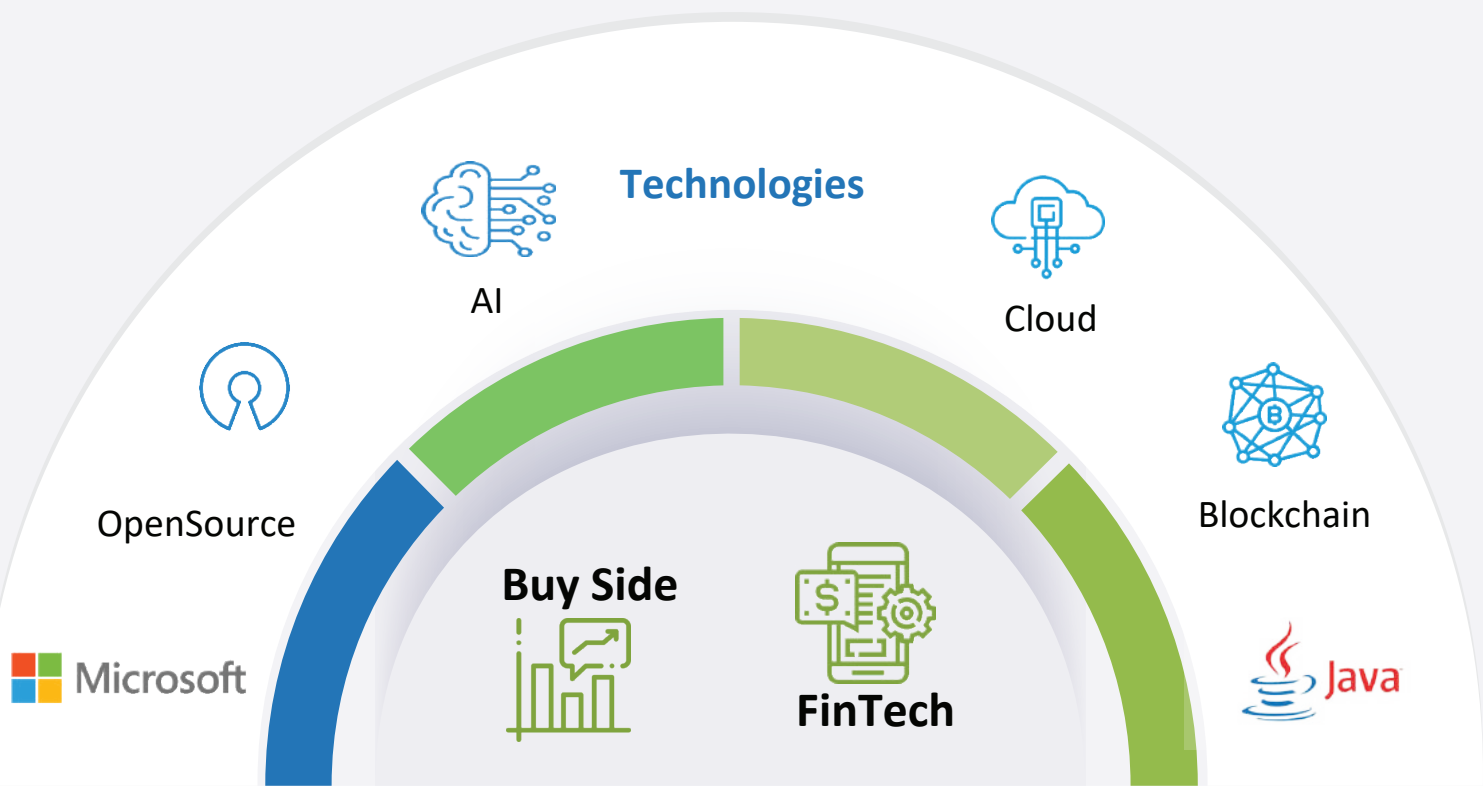 Technologies
AI
Cloud
OpenSource
Blockchain
Buy Side
FinTech
Microsoft
Java